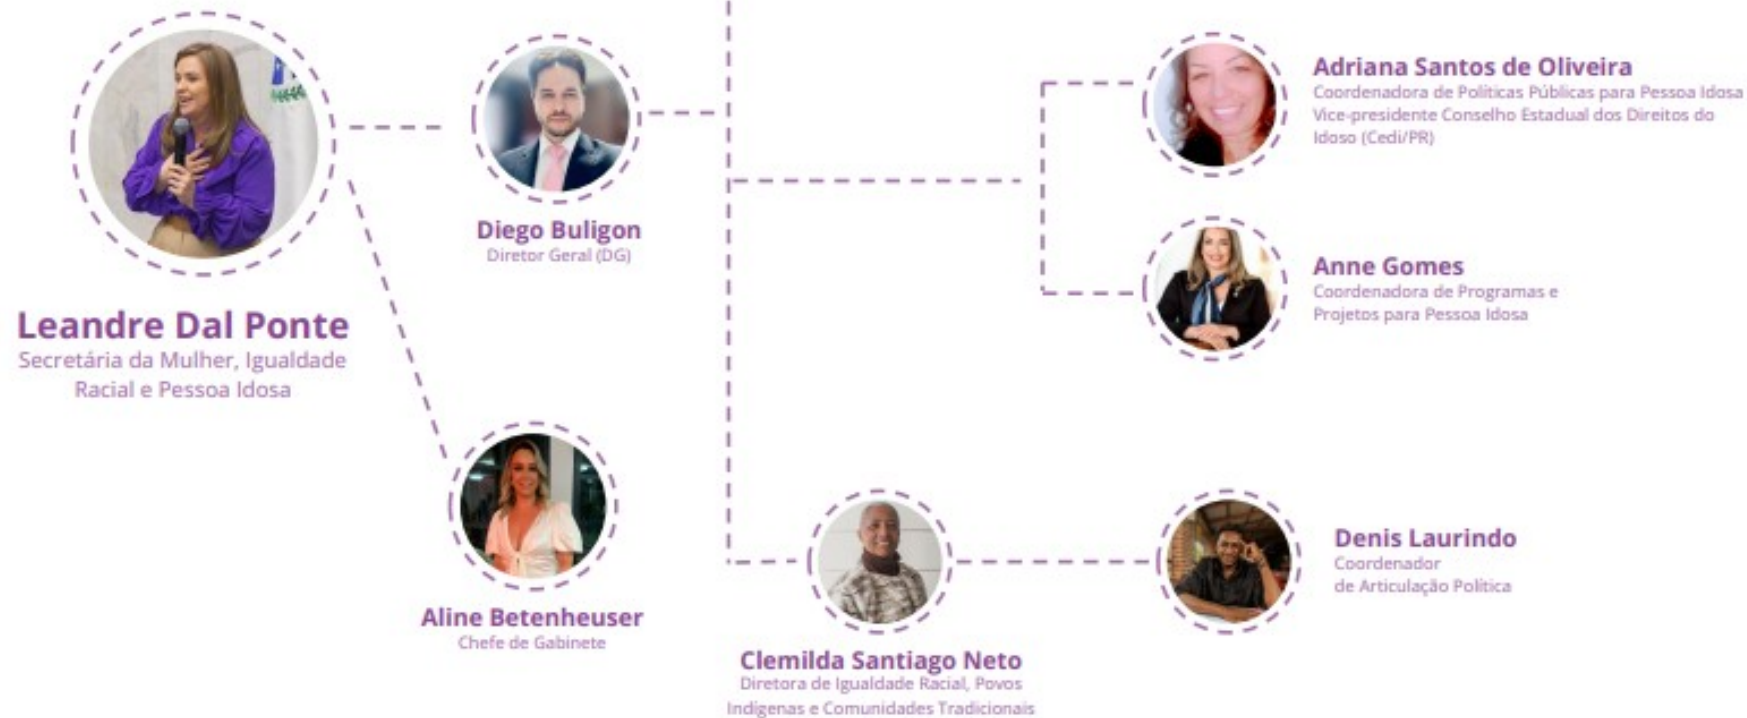 Leandre Dal Ponte
Secretária da Mulher, Igualdade
Racial e Pessoa Idosa
Diego Buligon
Diretor Geral (DG)
Aline Betenheuser
Chefe de Gabinete
Adriana Santos de Oliveira
Coordenadora de Políticas Públicas para Pessoa Idosa
Vice-presidente Conselho Estadual dos Direitos do
Idoso (Cedi/PR)
Anne Gomes
Coordenadora de Programas e
Projetos para Pessoa Idosa
Clemilda Santiago Neto
Diretora de Igualdade Racial, Povos
Indígenas e Comunidades Tradicionais
Denis Laurindo
Coordenador
de Articulação Política